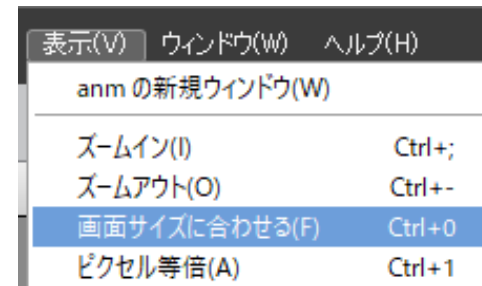 表示(V) ウィンドウ(W) ヘルプ(H)
anm の新規ウィンドウ(W)
ズームイン(I) Ctrl+;
ズームアウト(O) Ctrl+-
画面サイズに合わせる(F) Ctrl+0
ピクセル等倍(A) Ctrl+1